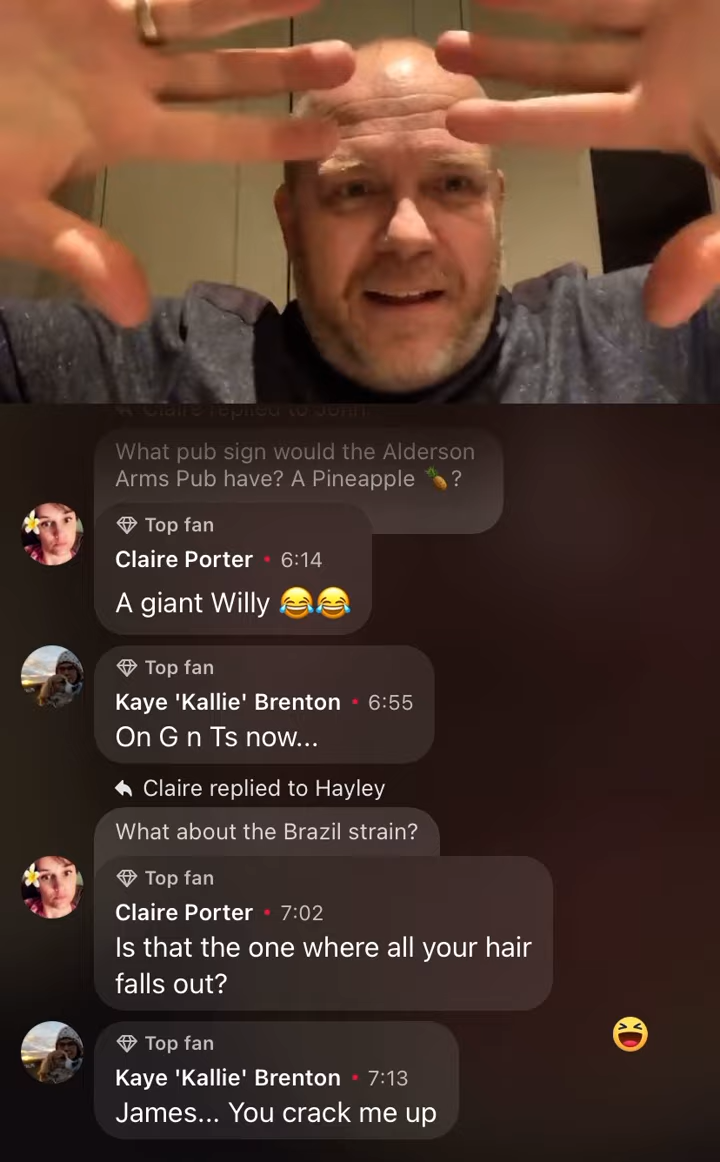 Claire replied to John.
What pub sign would the Alderson
Arms Pub have? A Pineapple 🍍?
Top fan
Claire Porter • 6:14
A giant Willy 😂😂
Top fan
Kaye 'Kallie' Brenton • 6:55
On G n Ts now...
Claire replied to Hayley
What about the Brazil strain?
Top fan
Claire Porter • 7:02
Is that the one where all your hair
falls out?
Top fan
Kaye 'Kallie' Brenton • 7:13
James... You crack me up